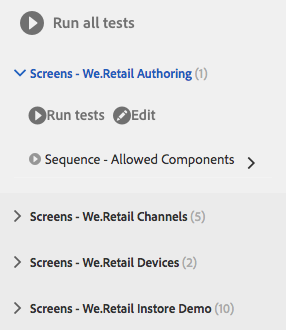 Run all tests
Screens - We.Retail Authoring (1)
Run tests Edit
Sequence - Allowed Components
Screens - We.Retail Channels (5)
Screens - We.Retail Devices (2)
Screens - We.Retail Instore Demo (10)